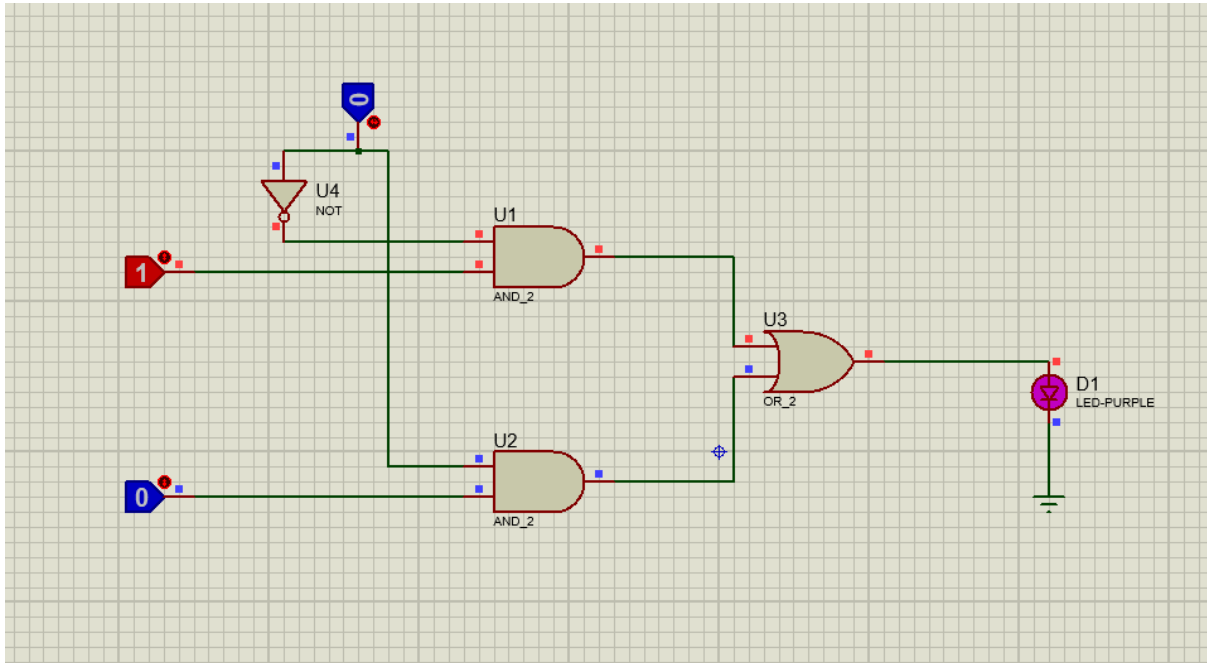 0
U4
NOT
U1
1
AND_2
U3
OR_2
D1
LED-PURPLE
U2
0
AND_2